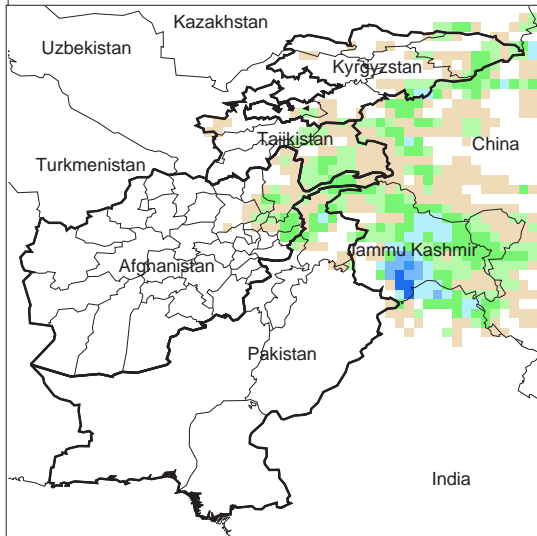 Kazakhstan
Uzbekistan
Kyrgyzstan
Tajikistan
China
Turkmenistan
Jammu Kashmir
Afghanistan
Pakistan
India